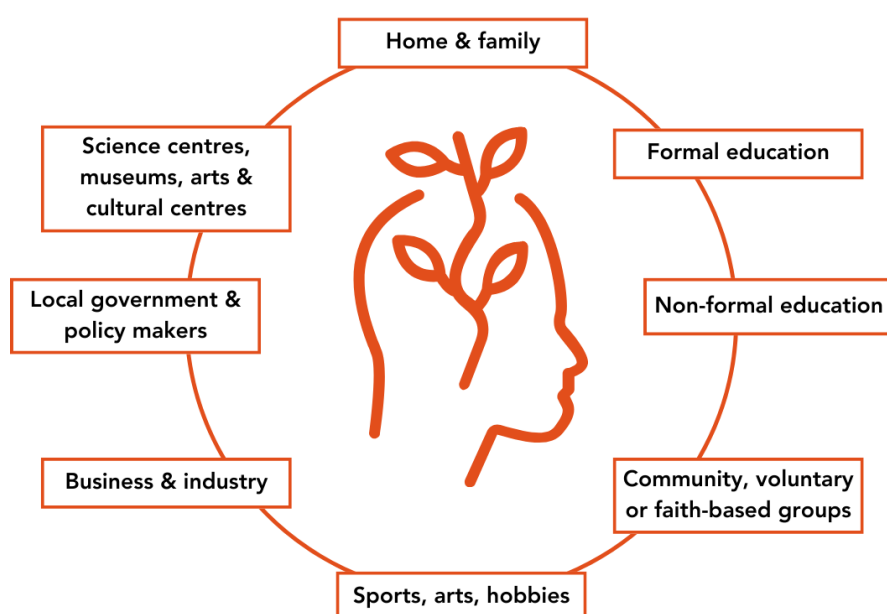 Home & family
Science centres,
museums, arts &
cultural centres
Formal education
Local government &
policy makers
Non-formal education
Business & industry
Community, voluntary
or faith-based groups
Sports, arts, hobbies